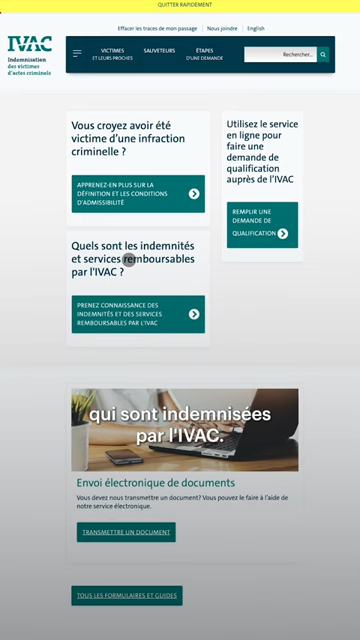 QUITTER RAPIDEMENT
Effacer les traces de mon passage
Nous joindre
English
IVAC
Indemnisation
des victimes
d'actes criminels
VICTIMES
ET LEURS PROCHES
SAUVETEURS
ÉTAPES
D'UNE DEMANDE
Rechercher...
Vous croyez avoir été
victime d'une infraction
criminelle ?
APPRENEZ-EN PLUS SUR LA
DÉFINITION ET LES CONDITIONS
D'ADMISSIBILITÉ
Utilisez le service
en ligne pour
faire une
demande de
qualification
auprès de l'IVAC
REMPLIR UNE
DEMANDE DE
QUALIFICATION
Quels sont les indemnités
et services remboursables
par l'IVAC ?
PRENEZ CONNAISSANCE DES
INDEMNITÉS ET DES SERVICES
REMBOURSABLES PAR L'IVAC
qui sont indemnisées
par l'IVAC.
Envoi électronique de documents
Vous devez nous transmettre un document? Vous pouvez le faire à l'aide de
notre service électronique.
TRANSMETTRE UN DOCUMENT
TOUS LES FORMULAIRES ET GUIDES